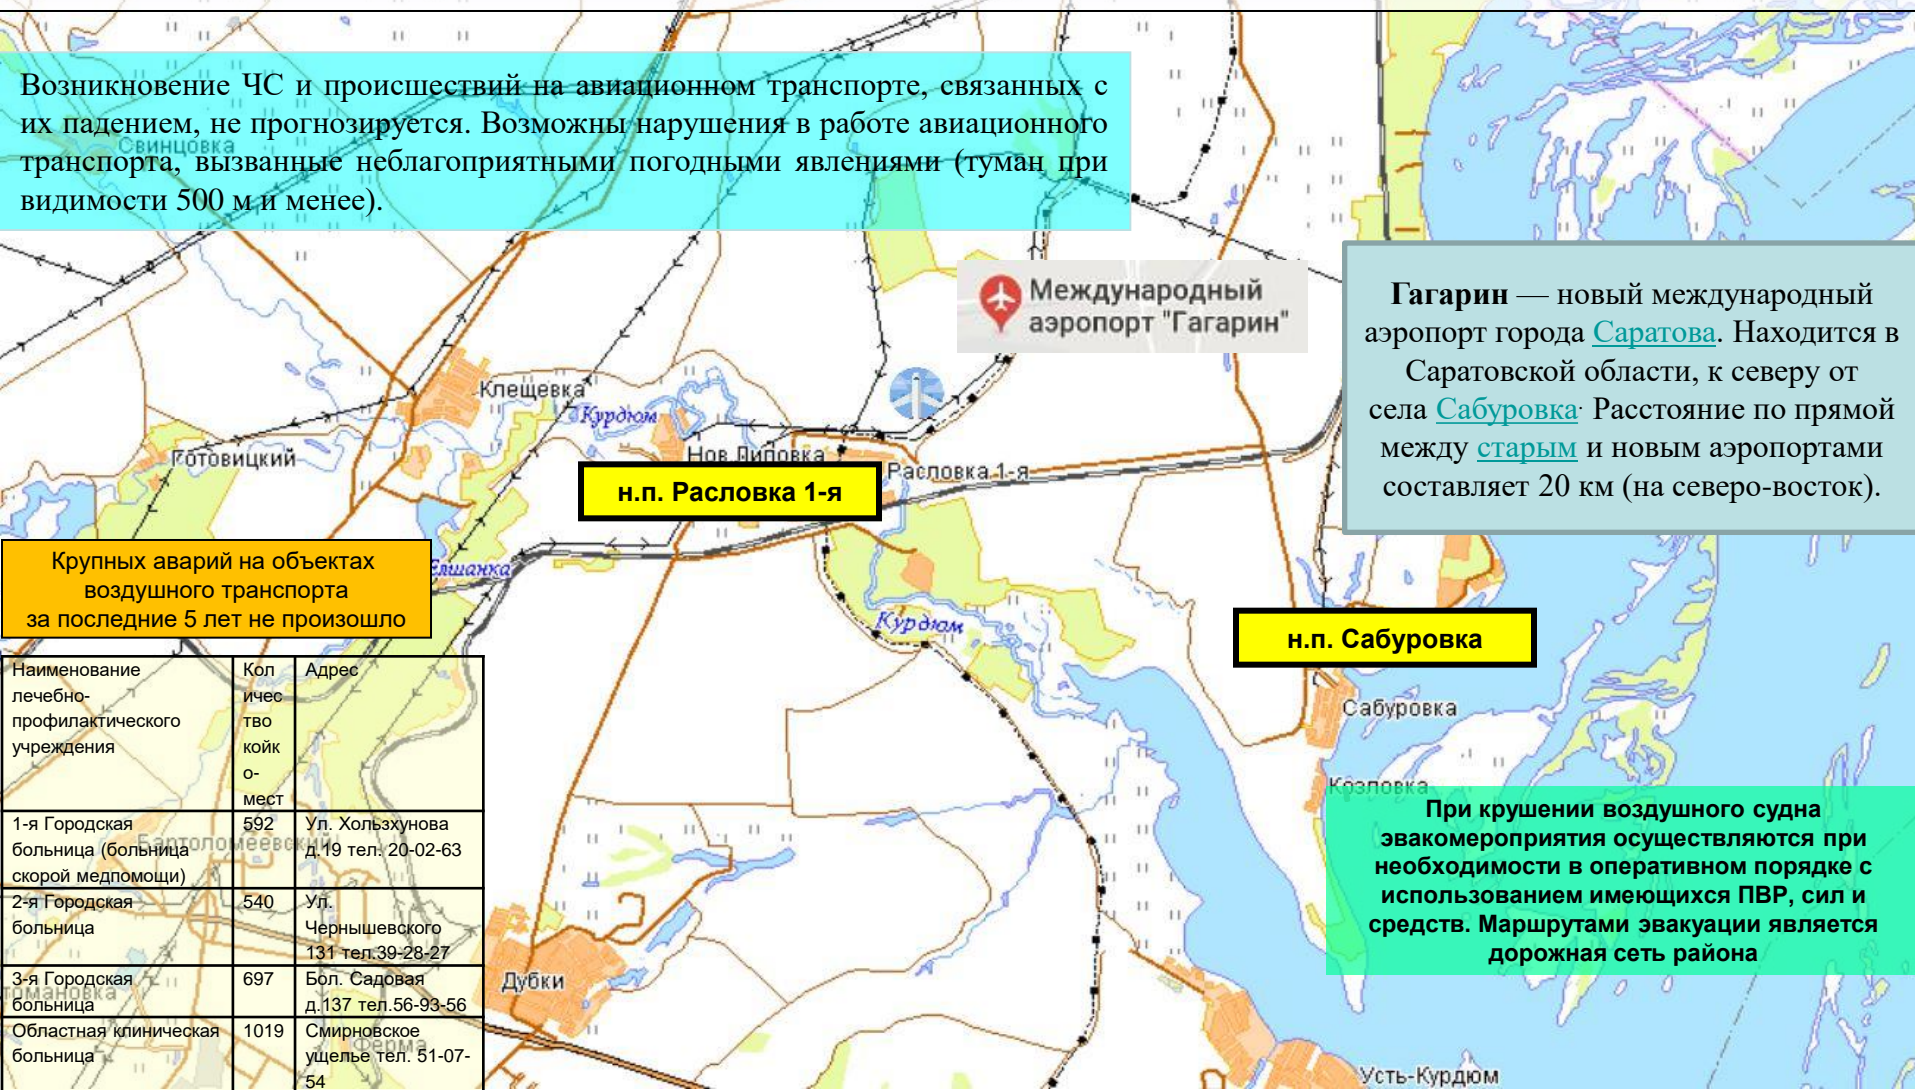 Возникновение ЧС и происшествий на авиационном транспорте, связанных с
их падением, не прогнозируется. Возможны нарушения в работе авиационного
транспорта, вызванные неблагоприятными погодными явлениями (туман при
видимости 500 м и менее).
Свинцовка
Международный
аэропорт "Гагарин"
Гагарин — новый международный
аэропорт города Саратова. Находится в
Саратовской области, к северу от
села Сабуровка· Расстояние по прямой
между старым и новым аэропортами
составляет 20 км (на северо-восток).
Клещевка
Курдюм
Готовицкий
Нов.Липовка
Расловка 1-я
н.п. Расловка 1-я
Елшанка
Крупных аварий на объектах
воздушного транспорта
за последние 5 лет не произошло
Курдюм
н.п. Сабуровка
Сабуровка
Козловка
Наименование
лечебно-
профилактического
учреждения
Кол
ичес
тво
койк
о-
мест
Адрес
1-я Городская
больница (больница
скорой медпомощи)
592
Ул. Хользхунова
д.19 тел. 20-02-63
Бартоломеевский
2-я Городская
больница
540
Ул.
Чернышевского
131 тел.39-28-27
3-я Городская
больница
697
Бол. Садовая
д.137 тел.56-93-56
Областная клиническая
больница
1019
Смирновское
ущелье тел. 51-07-
54
Ферма
Дубки
При крушении воздушного судна
эвакомероприятия осуществляются при
необходимости в оперативном порядке с
использованием имеющихся ПВР, сил и
средств. Маршрутами эвакуации является
дорожная сеть района
Усть-Курдюм